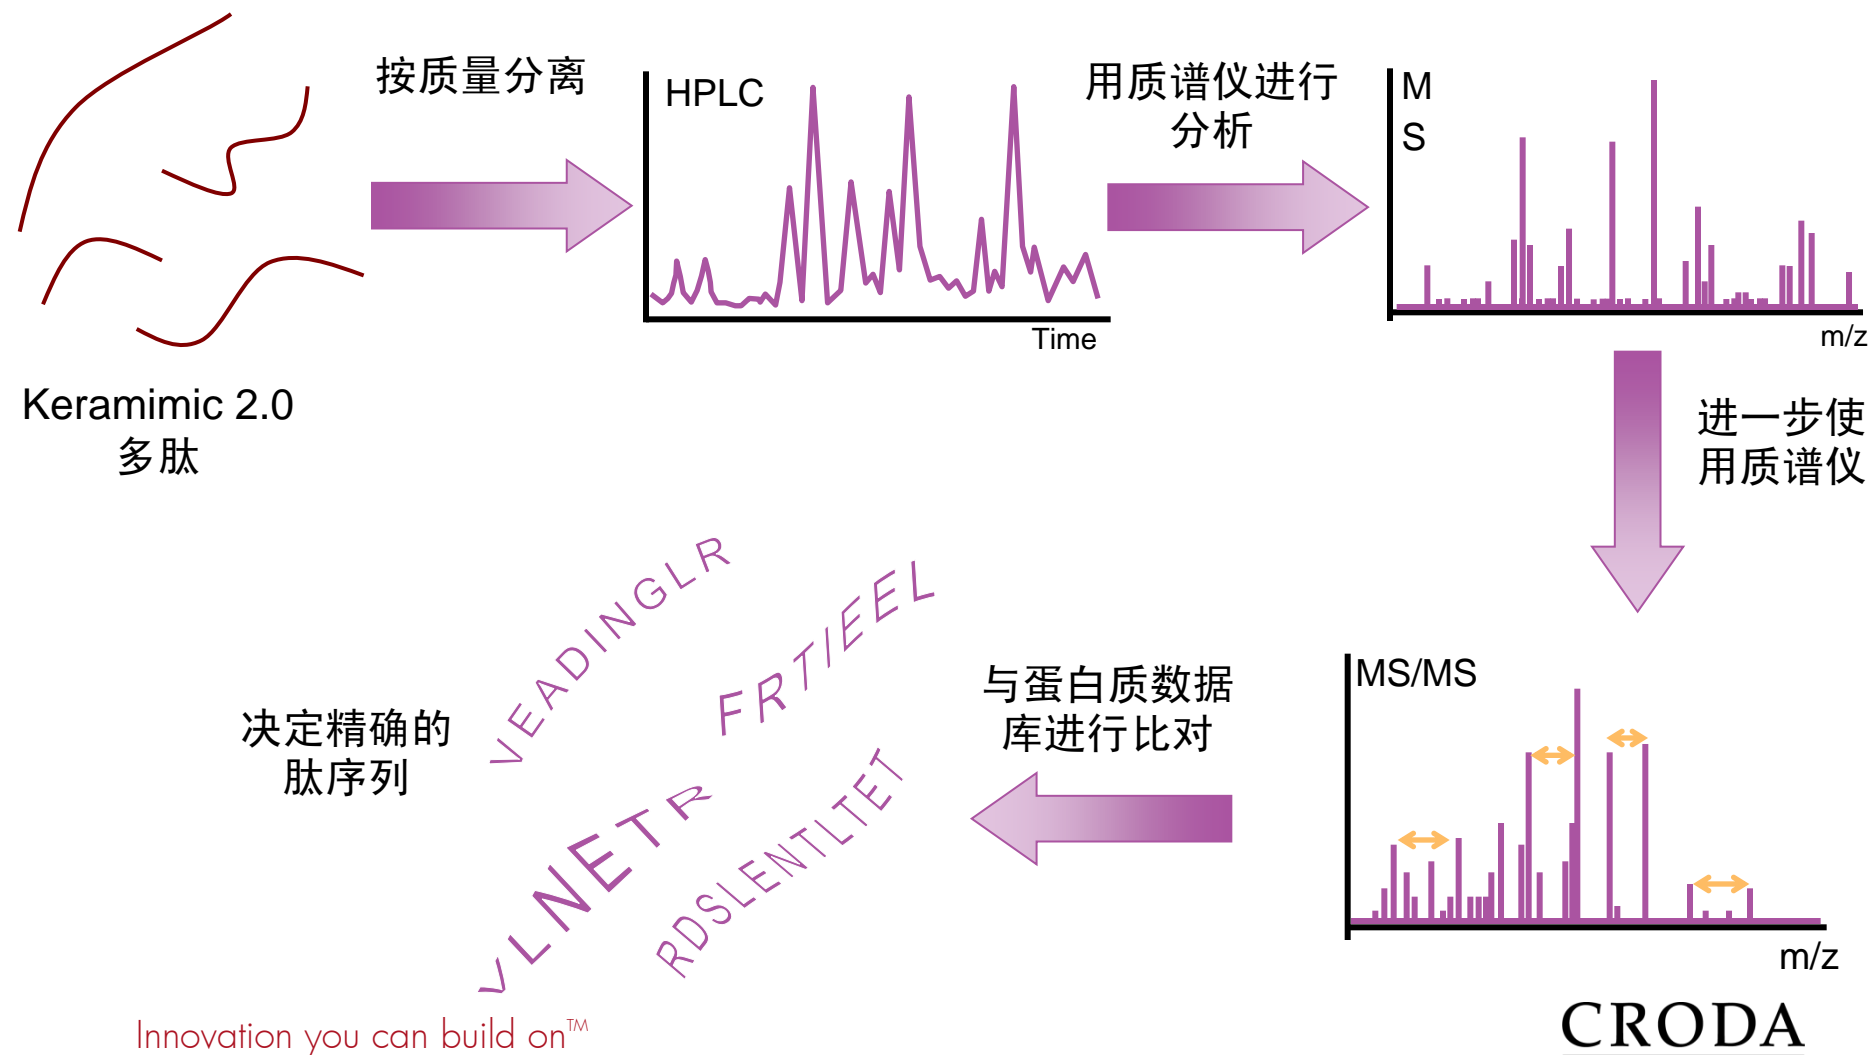 按质量分离
HPLC
Time
用质谱仪进行
分析
M
S
m/z
Keramimic 2.0
多肽
进一步使
用质谱仪
MS/MS
m/z
与蛋白质数据
库进行比对
VEADINGLR
FRTIEEL
VLNETR
RDSLENTLTET
决定精确的
肽序列
Innovation you can build on™
CRODA